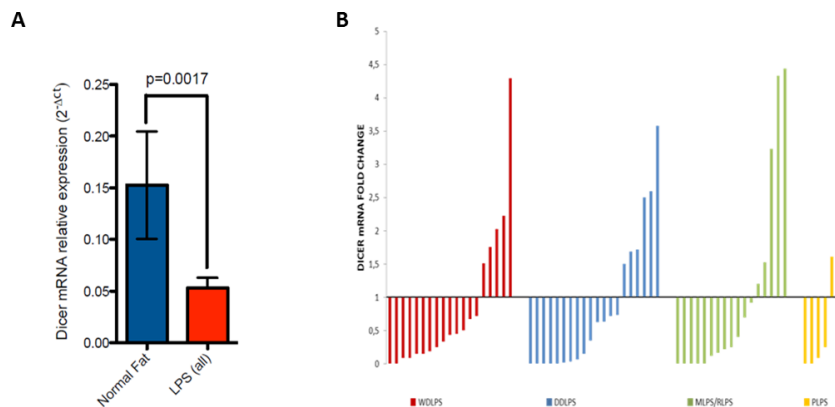 A
Dicer mRNA relative expression (2^-Δct)
0.25
0.20
0.15
0.10
0.05
0.00
p=0.0017
Normal Fat
LPS (all)
B
DICER mRNA FOLD CHANGE
5
4,5
4
3,5
3
2,5
2
1,5
1
0,5
0
WDLPS
DDLPS
MLPS/RLPS
PLPS